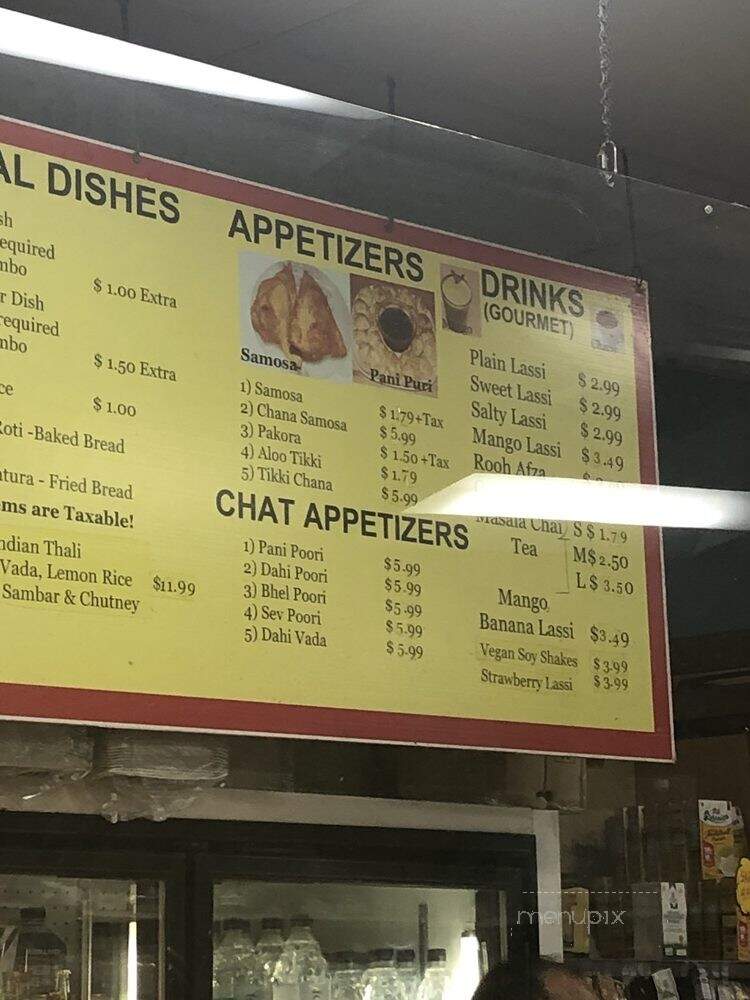 AL DISHES
sh
equired
mbo
$ 1.00 Extra
r Dish
required
mbo
$ 1.50 Extra
ce
$ 1.00
Roti -Baked Bread
atura - Fried Bread
ems are Taxable!
ndian Thali
Vada, Lemon Rice $11.99
Sambar & Chutney
APPETIZERS
Samosa
Pani Puri
1) Samosa $ 1.79+Tax
2) Chana Samosa $ 5.99
3) Pakora $ 1.50 +Tax
4) Aloo Tikki $ 1.79
5) Tikki Chana $ 5.99
CHAT APPETIZERS
1) Pani Poori $5.99
2) Dahi Poori $5.99
3) Bhel Poori $5.99
4) Sev Poori $5.99
5) Dahi Vada $5.99
DRINKS
(GOURMET)
Plain Lassi $ 2.99
Sweet Lassi $ 2.99
Salty Lassi $ 2.99
Mango Lassi $ 3.49
Rooh Afza
Masala Chai S $ 1.79
Tea M$ 2.50
L $ 3.50
Mango
Banana Lassi $3.49
Vegan Soy Shakes $ 3.99
Strawberry Lassi $ 3.99
menupix